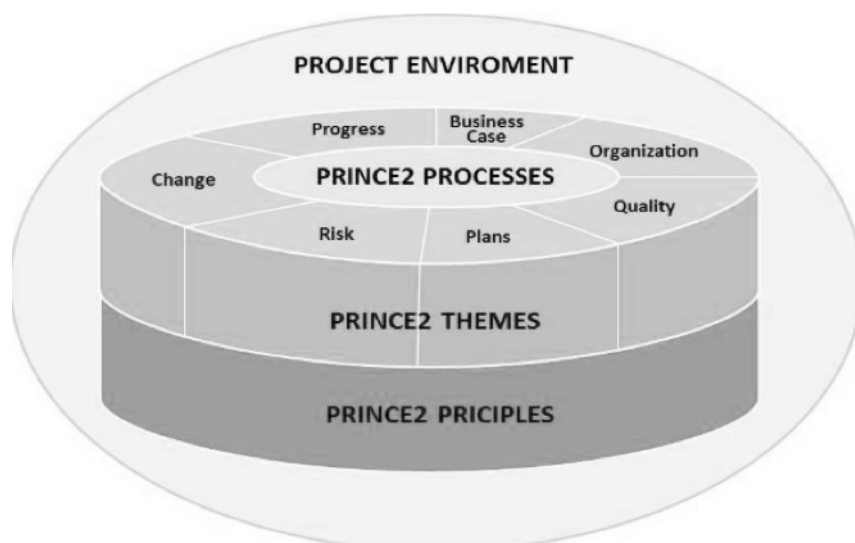 PROJECT ENVIROMENT
Progress
Business
Case
Organization
Change
PRINCE2 PROCESSES
Quality
Risk
Plans
PRINCE2 THEMES
PRINCE2 PRICIPLES